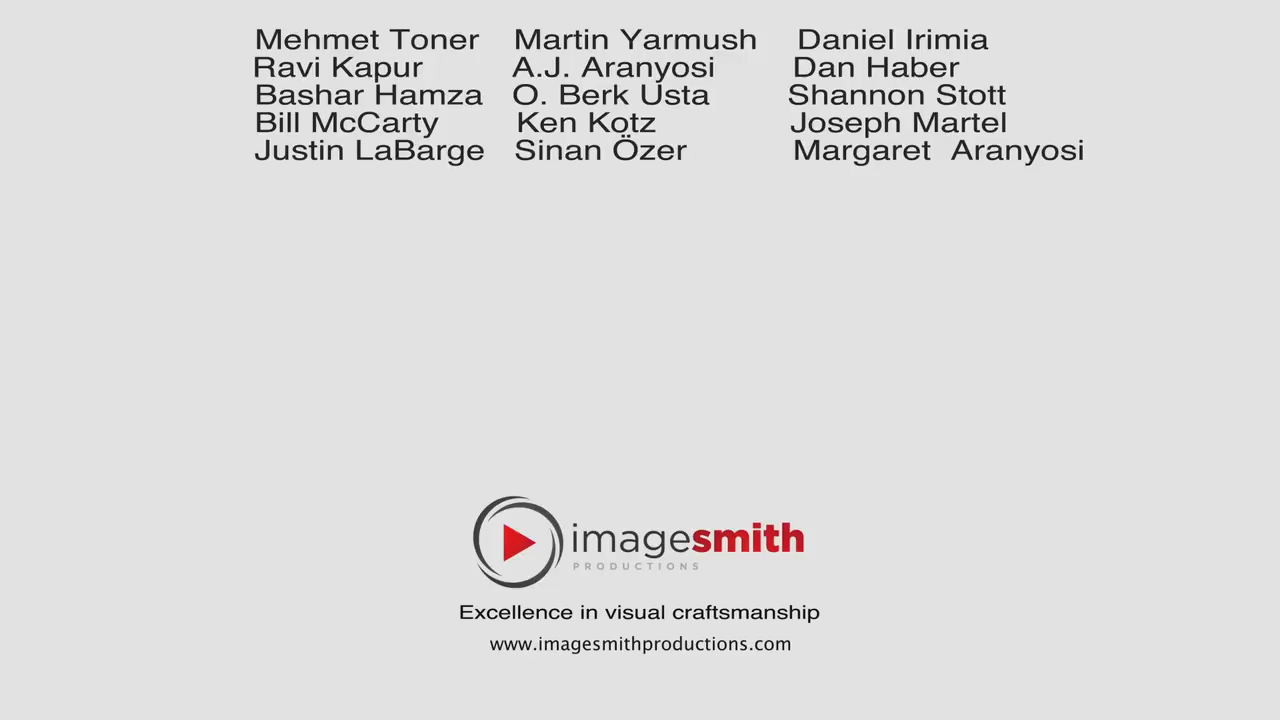 Mehmet Toner Martin Yarmush Daniel Irimia
Ravi Kapur A.J. Aranyosi Dan Haber
Bashar Hamza O. Berk Usta Shannon Stott
Bill McCarty Ken Kotz Joseph Martel
Justin LaBarge Sinan Özer Margaret Aranyosi
imagesmith
PRODUCTIONS
Excellence in visual craftsmanship
www.imagesmithproductions.com